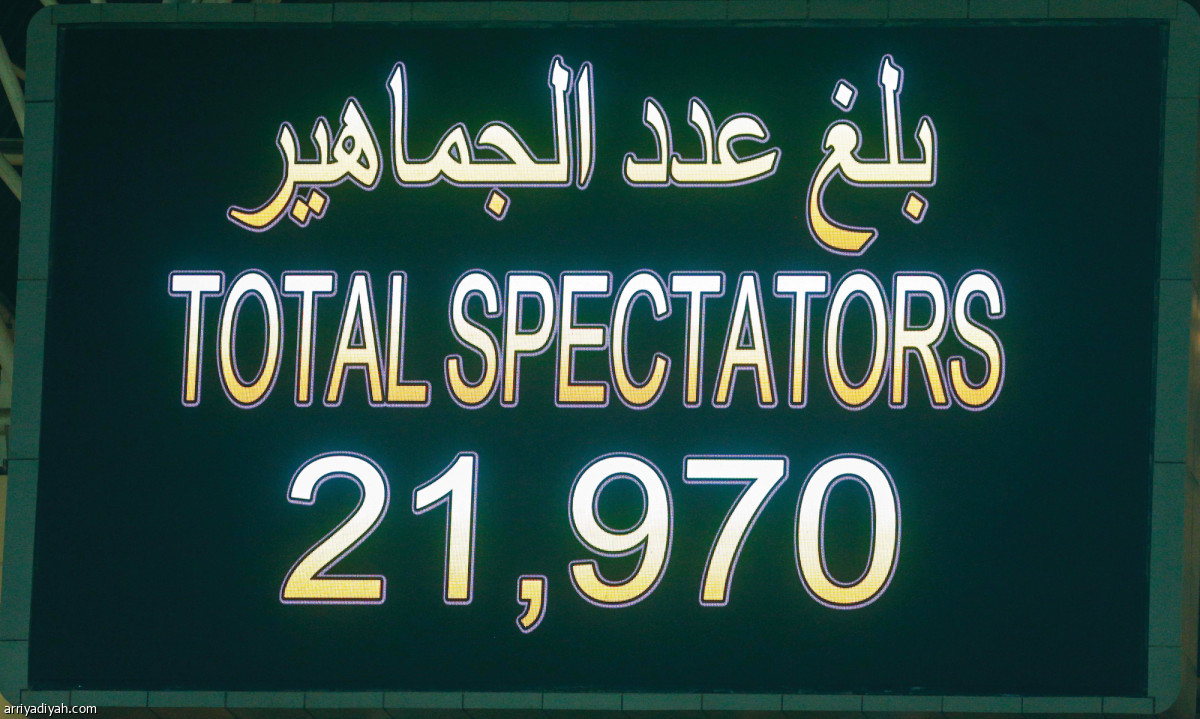 بلغ عدد الجماهير
TOTAL SPECTATORS
21,970
arriyadiyah.com